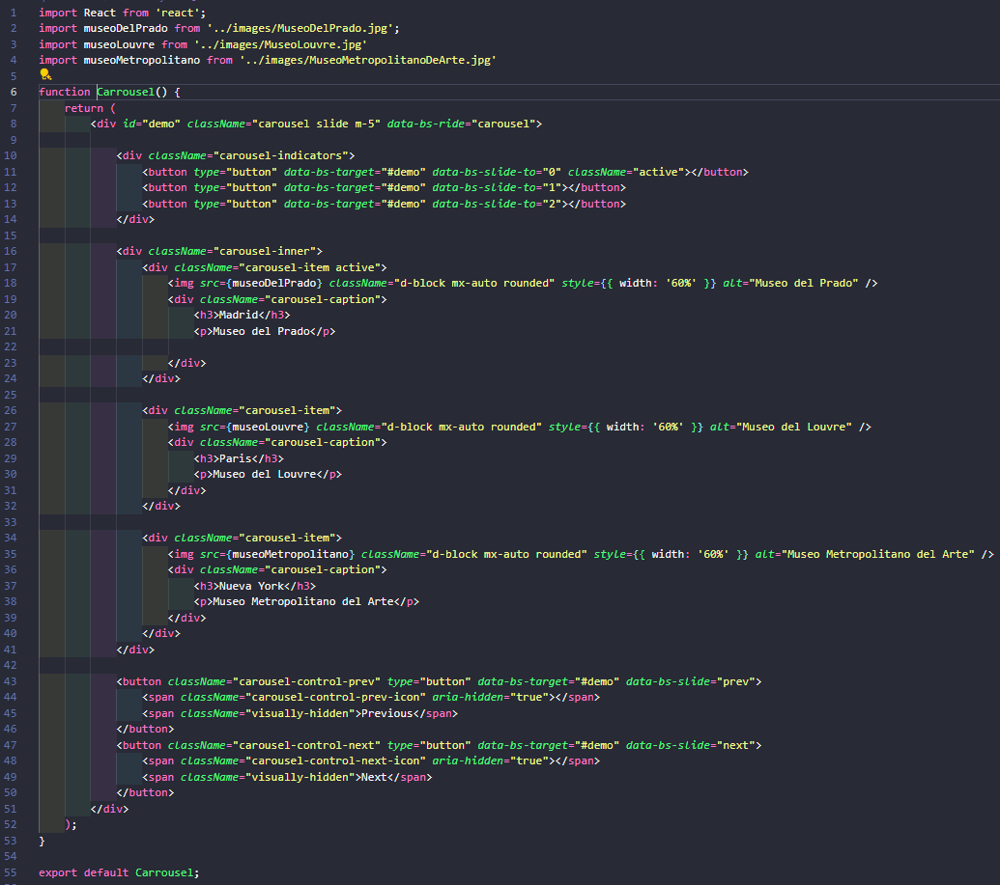 1 import React from 'react';
2 import museoDelPrado from '../images/MuseoDelPrado.jpg';
3 import museoLouvre from '../images/MuseoLouvre.jpg'
4 import museoMetropolitano from '../images/MuseoMetropolitanoDeArte.jpg'
5
6 function Carrousel() {
7 return (
8 <div id="demo" className="carousel slide m-5" data-bs-ride="carousel">
9
10 <div className="carousel-indicators">
11 <button type="button" data-bs-target="#demo" data-bs-slide-to="0" className="active"></button>
12 <button type="button" data-bs-target="#demo" data-bs-slide-to="1"></button>
13 <button type="button" data-bs-target="#demo" data-bs-slide-to="2"></button>
14 </div>
15
16 <div className="carousel-inner">
17 <div className="carousel-item active">
18 <img src={museoDelPrado} className="d-block mx-auto rounded" style={{ width: '60%' }} alt="Museo del Prado" />
19 <div className="carousel-caption">
20 <h3>Madrid</h3>
21 <p>Museo del Prado</p>
22
23 </div>
24 </div>
25
26 <div className="carousel-item">
27 <img src={museoLouvre} className="d-block mx-auto rounded" style={{ width: '60%' }} alt="Museo del Louvre" />
28 <div className="carousel-caption">
29 <h3>Paris</h3>
30 <p>Museo del Louvre</p>
31 </div>
32 </div>
33
34 <div className="carousel-item">
35 <img src={museoMetropolitano} className="d-block mx-auto rounded" style={{ width: '60%' }} alt="Museo Metropolitano del Arte" />
36 <div className="carousel-caption">
37 <h3>Nueva York</h3>
38 <p>Museo Metropolitano del Arte</p>
39 </div>
40 </div>
41 </div>
42
43 <button className="carousel-control-prev" type="button" data-bs-target="#demo" data-bs-slide="prev">
44 <span className="carousel-control-prev-icon" aria-hidden="true"></span>
45 <span className="visually-hidden">Previous</span>
46 </button>
47 <button className="carousel-control-next" type="button" data-bs-target="#demo" data-bs-slide="next">
48 <span className="carousel-control-next-icon" aria-hidden="true"></span>
49 <span className="visually-hidden">Next</span>
50 </button>
51 </div>
52 );
53 }
54
55 export default Carrousel;